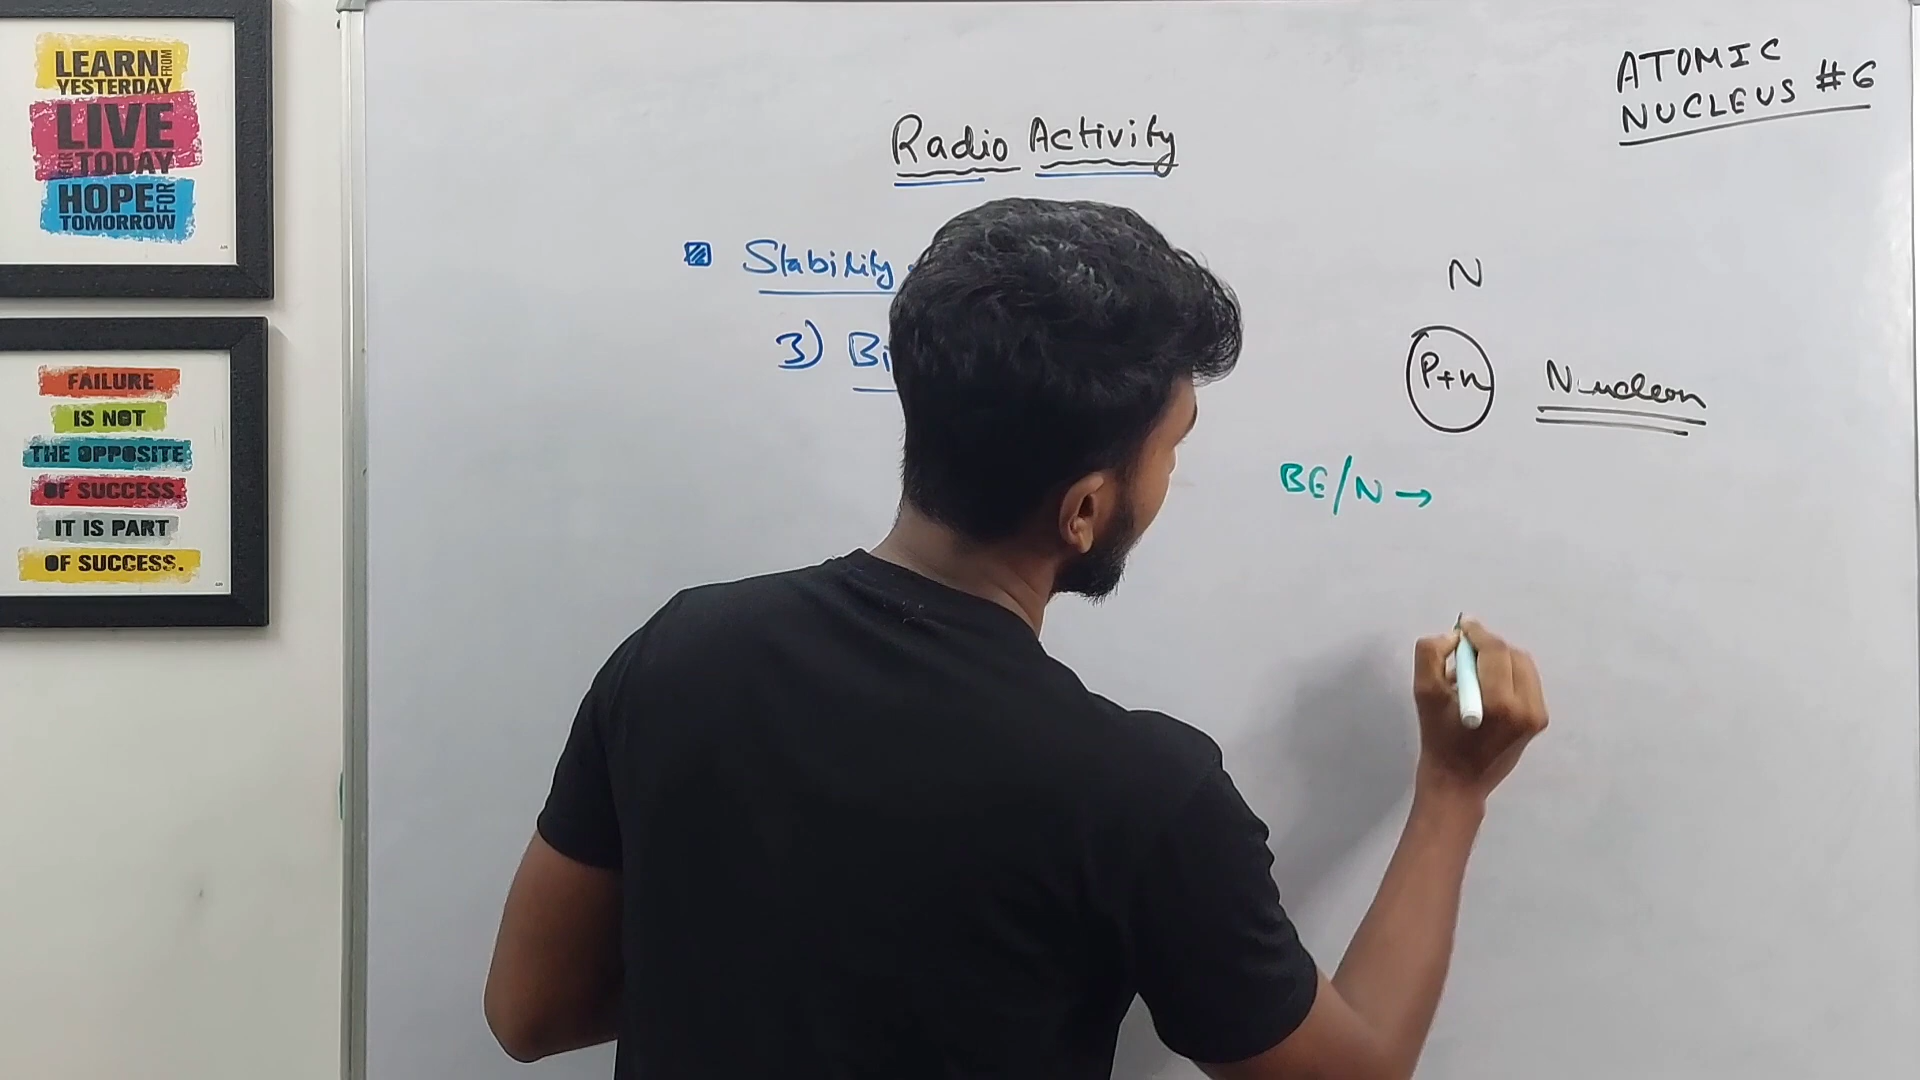 LEARN FROM
YESTERDAY
LIVE
FOR TODAY
HOPE FOR
TOMORROW
FAILURE
IS NOT
THE OPPOSITE
OF SUCCESS.
IT IS PART
OF SUCCESS.
ATOMIC
NUCLEUS #6
Radio Activity
Stability
3) Bi
N
P+n
Nucleon
BE/N →